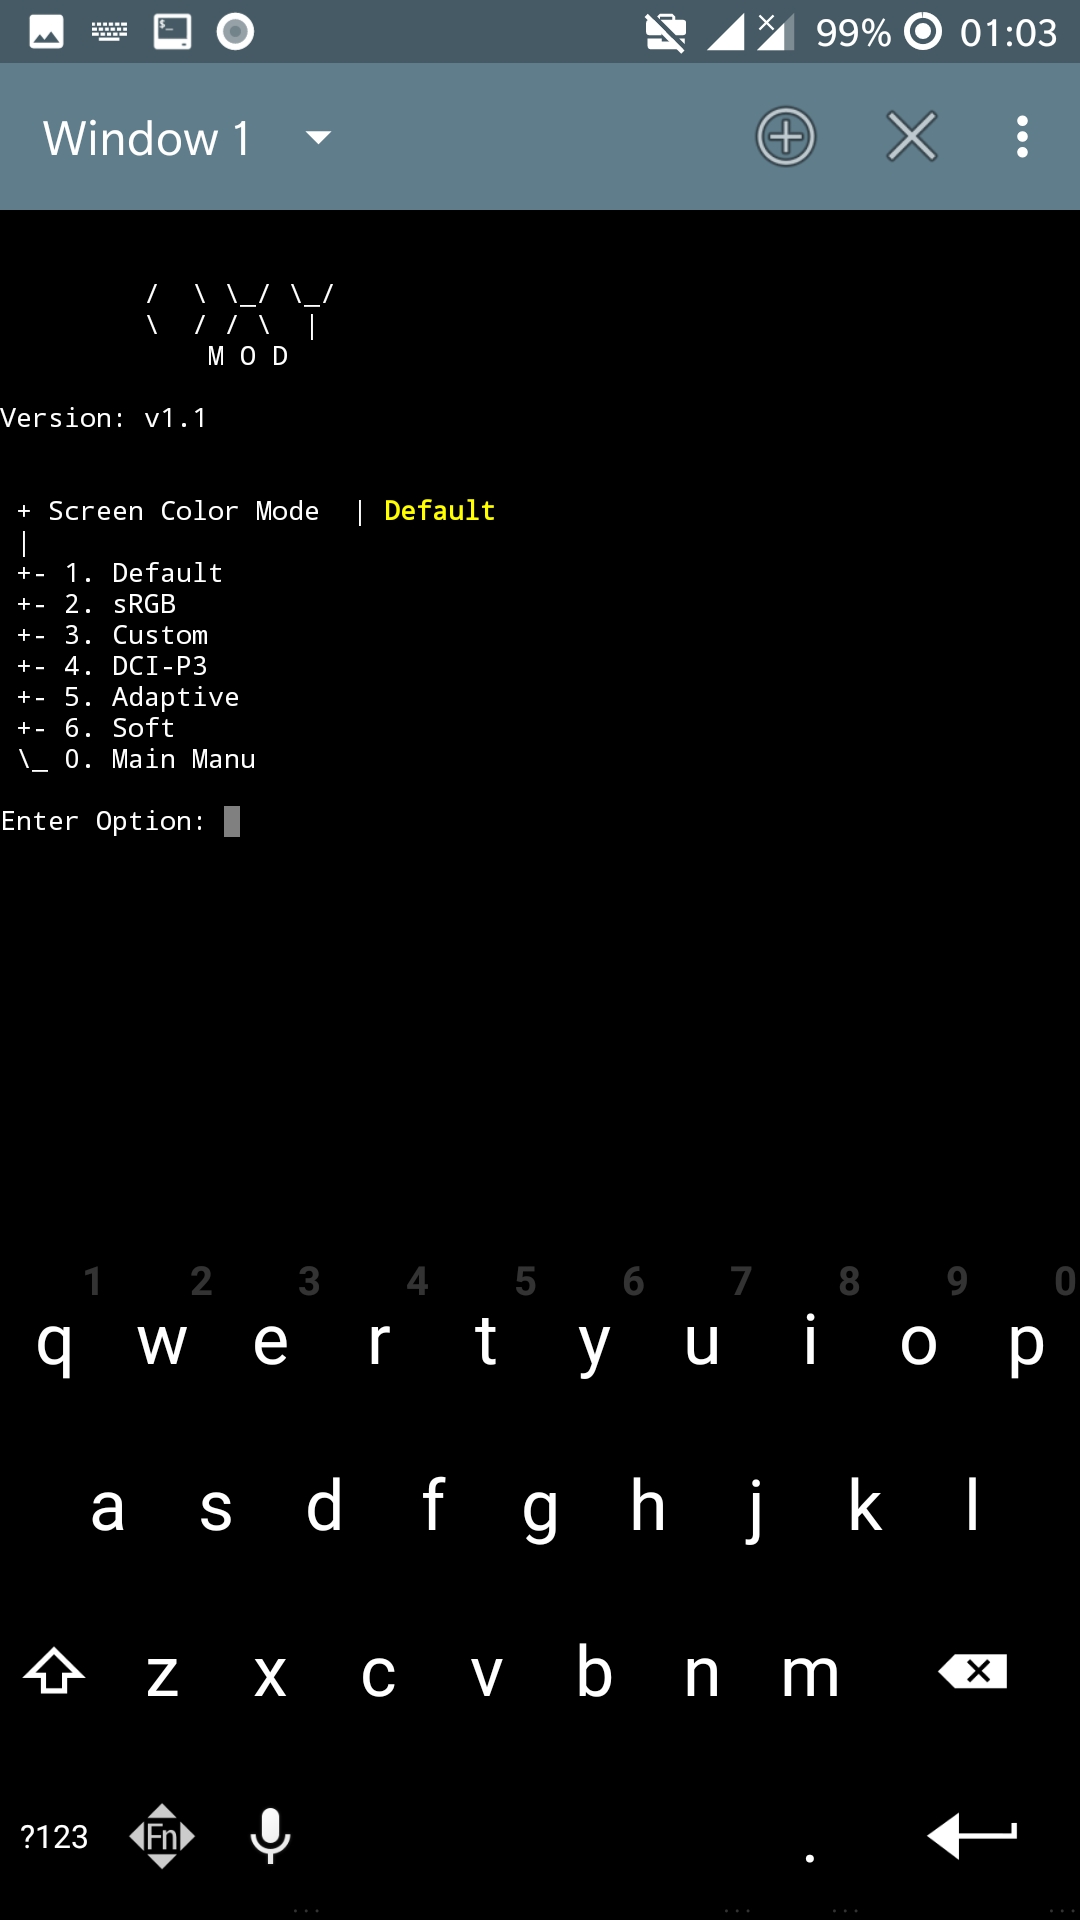 99% 01:03
Window 1
/  \ \_/ \_/
\  / / \  |
M O D
Version: v1.1
+ Screen Color Mode  | Default
|
+- 1. Default
+- 2. sRGB
+- 3. Custom
+- 4. DCI-P3
+- 5. Adaptive
+- 6. Soft
\_ 0. Main Manu
Enter Option:
1 2 3 4 5 6 7 8 9 0
q w e r t y u i o p
a s d f g h j k l
z x c v b n m
?123 Fn .